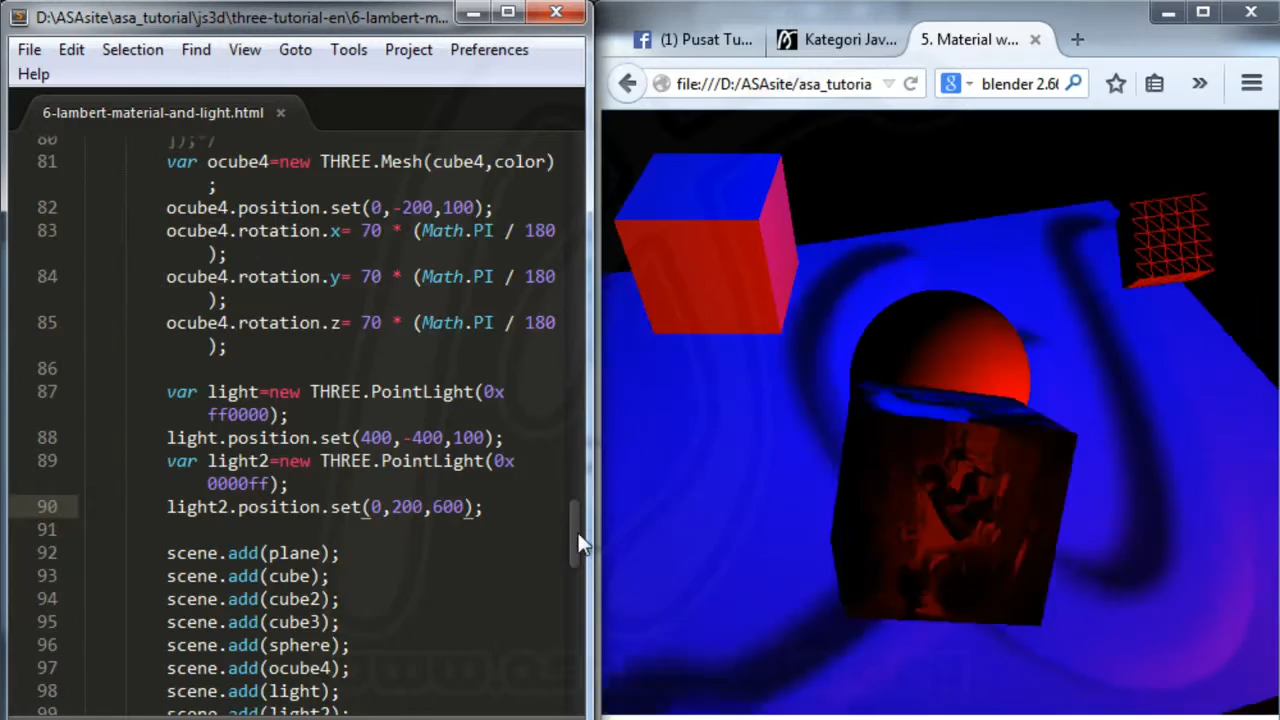 D:\ASAsite\asa_tutorial\js3d\three-tutorial-en\6-lambert-m...
File Edit Selection Find View Goto Tools Project Preferences
Help
6-lambert-material-and-light.html ×
80 ]);*/
81 var ocube4=new THREE.Mesh(cube4,color)
;
82 ocube4.position.set(0,-200,100);
83 ocube4.rotation.x= 70 * (Math.PI / 180
);
84 ocube4.rotation.y= 70 * (Math.PI / 180
);
85 ocube4.rotation.z= 70 * (Math.PI / 180
);
86
87 var light=new THREE.PointLight(0x
ff0000);
88 light.position.set(400,-400,100);
89 var light2=new THREE.PointLight(0x
0000ff);
90 light2.position.set(0,200,600);
91
92 scene.add(plane);
93 scene.add(cube);
94 scene.add(cube2);
95 scene.add(cube3);
96 scene.add(sphere);
97 scene.add(ocube4);
98 scene.add(light);
99 scene.add(light2);
(1) Pusat Tu... Kategori Jav... 5. Material w... ×
file:///D:/ASAsite/asa_tutoria blender 2.6